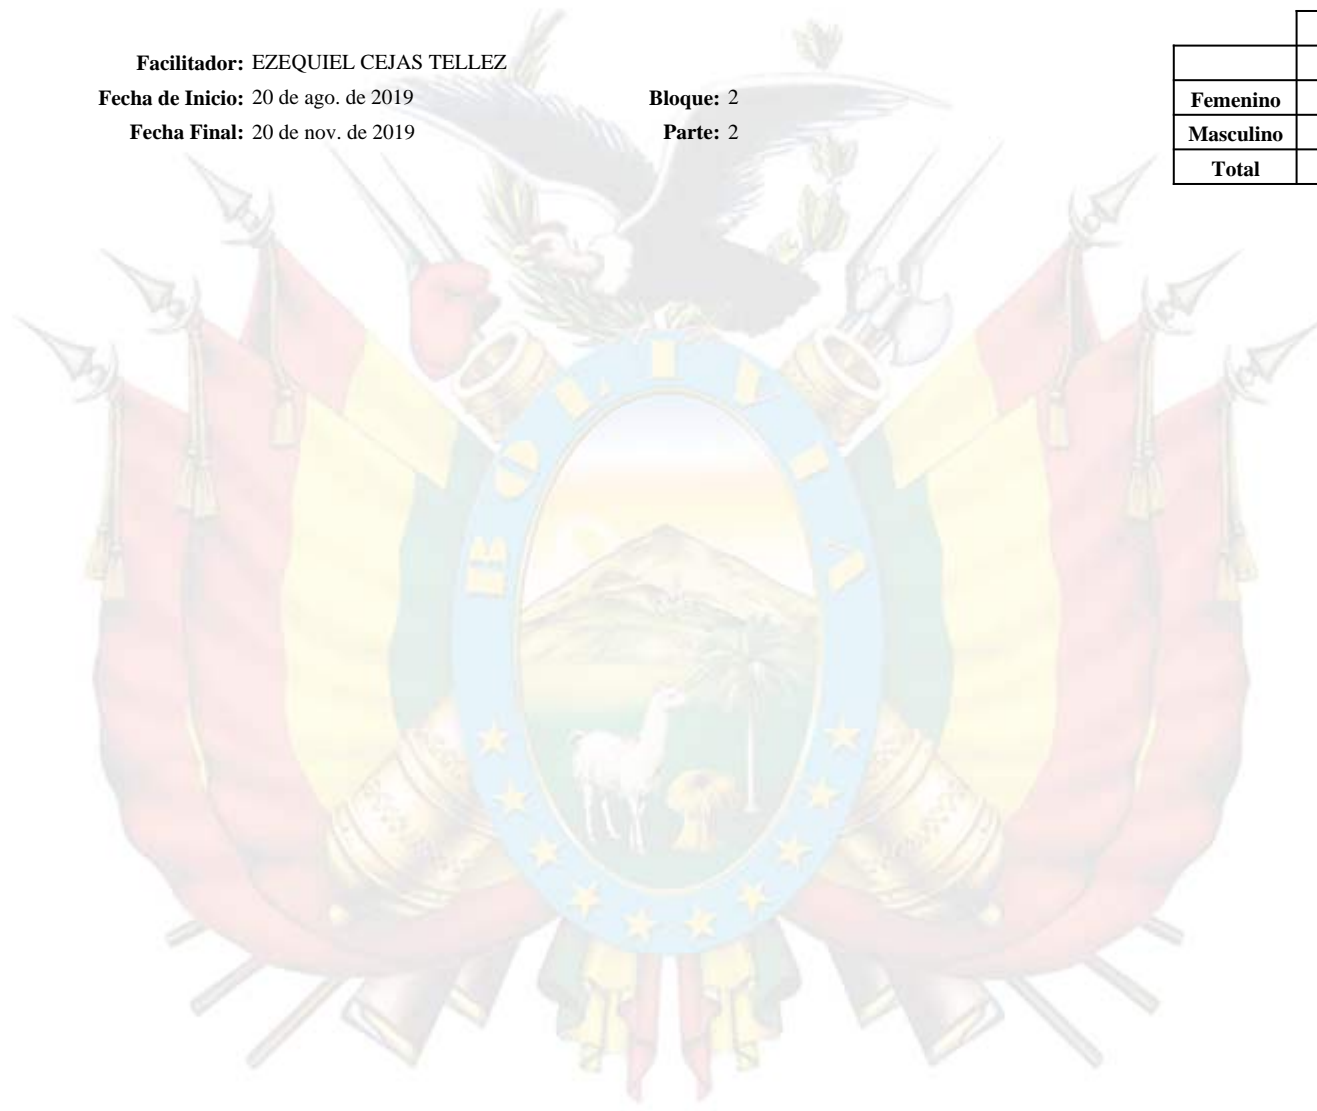 Facilitador: EZEQUIEL CEJAS TELLEZ
Fecha de Inicio: 20 de ago. de 2019 Bloque: 2
Fecha Final: 20 de nov. de 2019 Parte: 2
Femenino
Masculino
Total
BOLIVIA